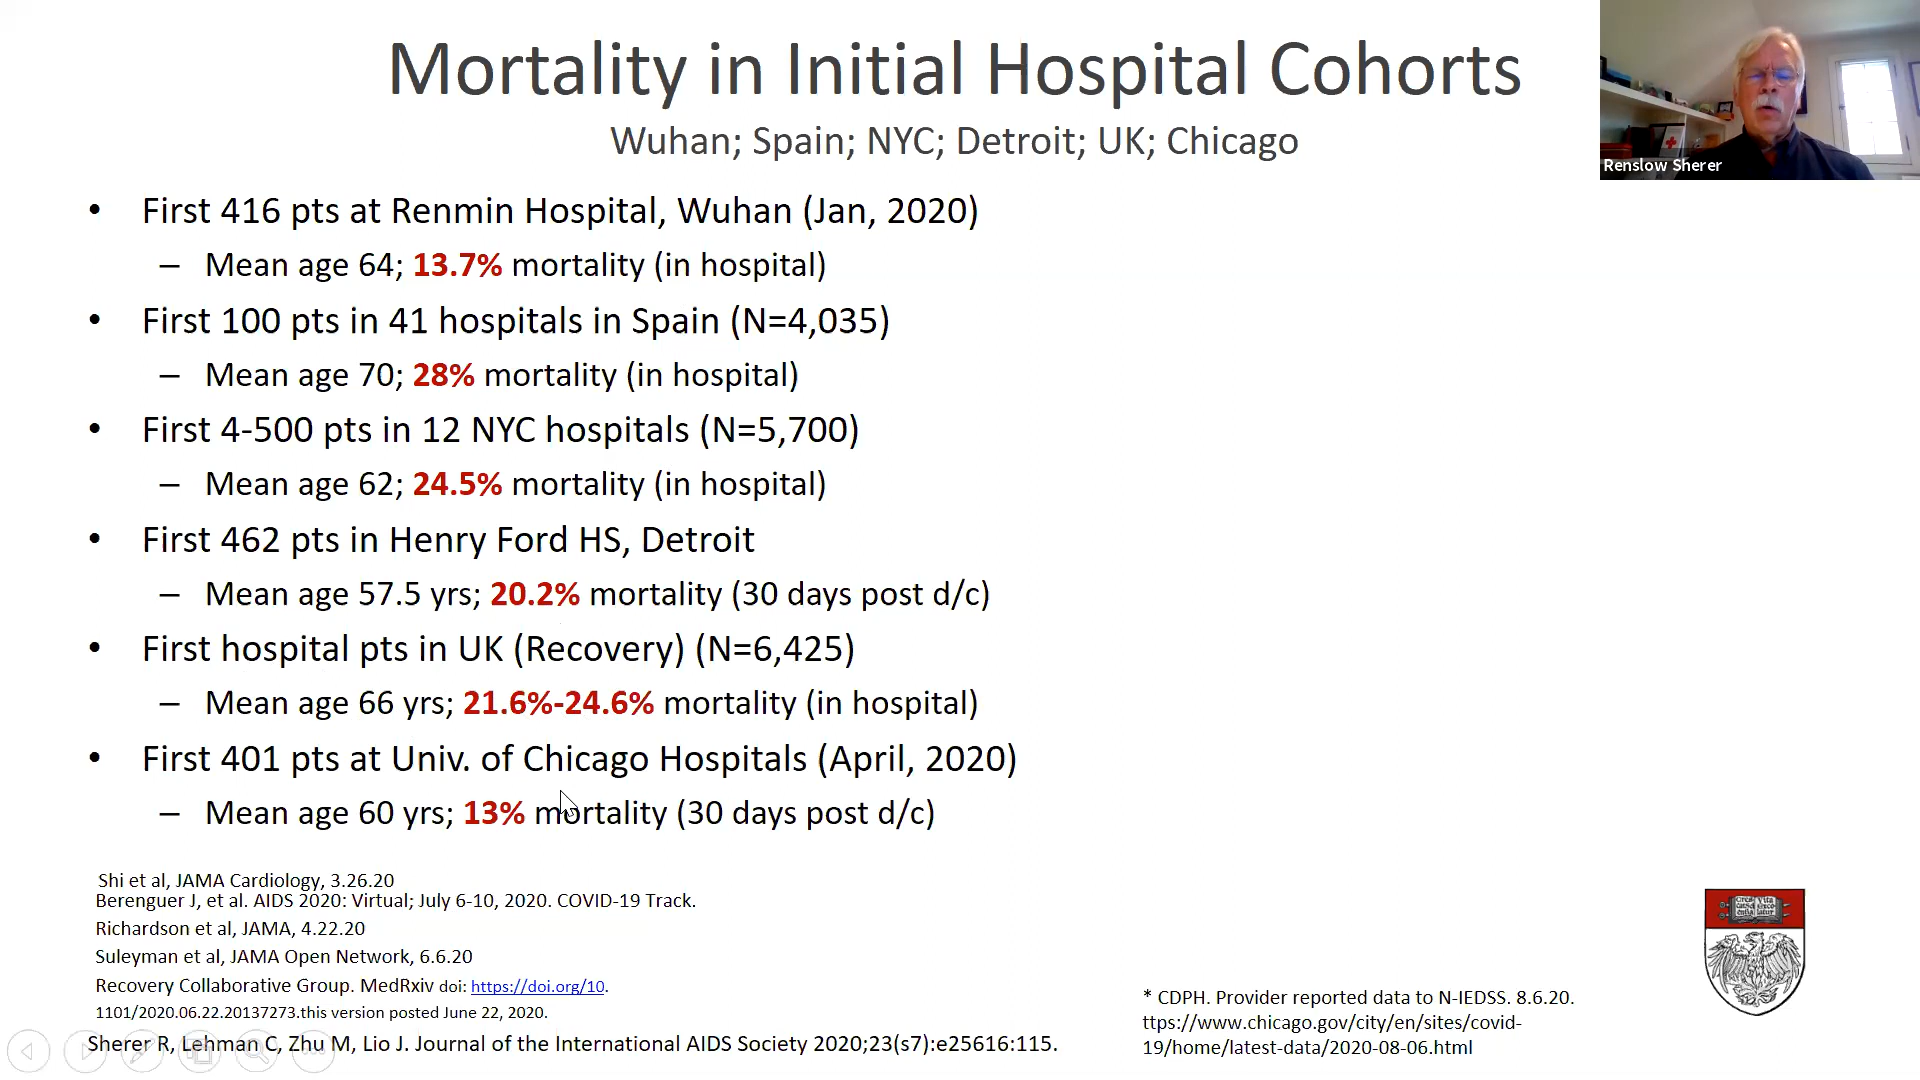 Mortality in Initial Hospital Cohorts
Wuhan; Spain; NYC; Detroit; UK; Chicago
Renslow Sherer
• First 416 pts at Renmin Hospital, Wuhan (Jan, 2020)
– Mean age 64; 13.7% mortality (in hospital)
• First 100 pts in 41 hospitals in Spain (N=4,035)
– Mean age 70; 28% mortality (in hospital)
• First 4-500 pts in 12 NYC hospitals (N=5,700)
– Mean age 62; 24.5% mortality (in hospital)
• First 462 pts in Henry Ford HS, Detroit
– Mean age 57.5 yrs; 20.2% mortality (30 days post d/c)
• First hospital pts in UK (Recovery) (N=6,425)
– Mean age 66 yrs; 21.6%-24.6% mortality (in hospital)
• First 401 pts at Univ. of Chicago Hospitals (April, 2020)
– Mean age 60 yrs; 13% mortality (30 days post d/c)
Shi et al, JAMA Cardiology, 3.26.20
Berenguer J, et al. AIDS 2020: Virtual; July 6-10, 2020. COVID-19 Track.
Richardson et al, JAMA, 4.22.20
Suleyman et al, JAMA Open Network, 6.6.20
Recovery Collaborative Group. MedRxiv doi: https://doi.org/10.
1101/2020.06.22.20137273.this version posted June 22, 2020.
Sherer R, Lehman C, Zhu M, Lio J. Journal of the International AIDS Society 2020;23(s7):e25616:115.
* CDPH. Provider reported data to N-IEDSS. 8.6.20.
ttps://www.chicago.gov/city/en/sites/covid-
19/home/latest-data/2020-08-06.html